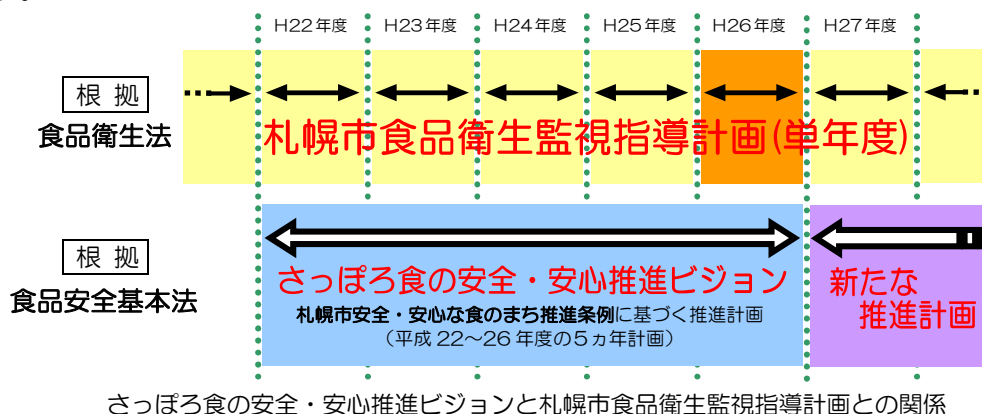 H22年度 H23年度 H24年度 H25年度 H26年度 H27年度
根 拠
食品衛生法
札幌市食品衛生監視指導計画(単年度)
根 拠
食品安全基本法
さっぽろ食の安全・安心推進ビジョン
札幌市安全・安心な食のまち推進条例に基づく推進計画
（平成 22～26 年度の5ヵ年計画）
新たな
推進計画
さっぽろ食の安全・安心推進ビジョンと札幌市食品衛生監視指導計画との関係